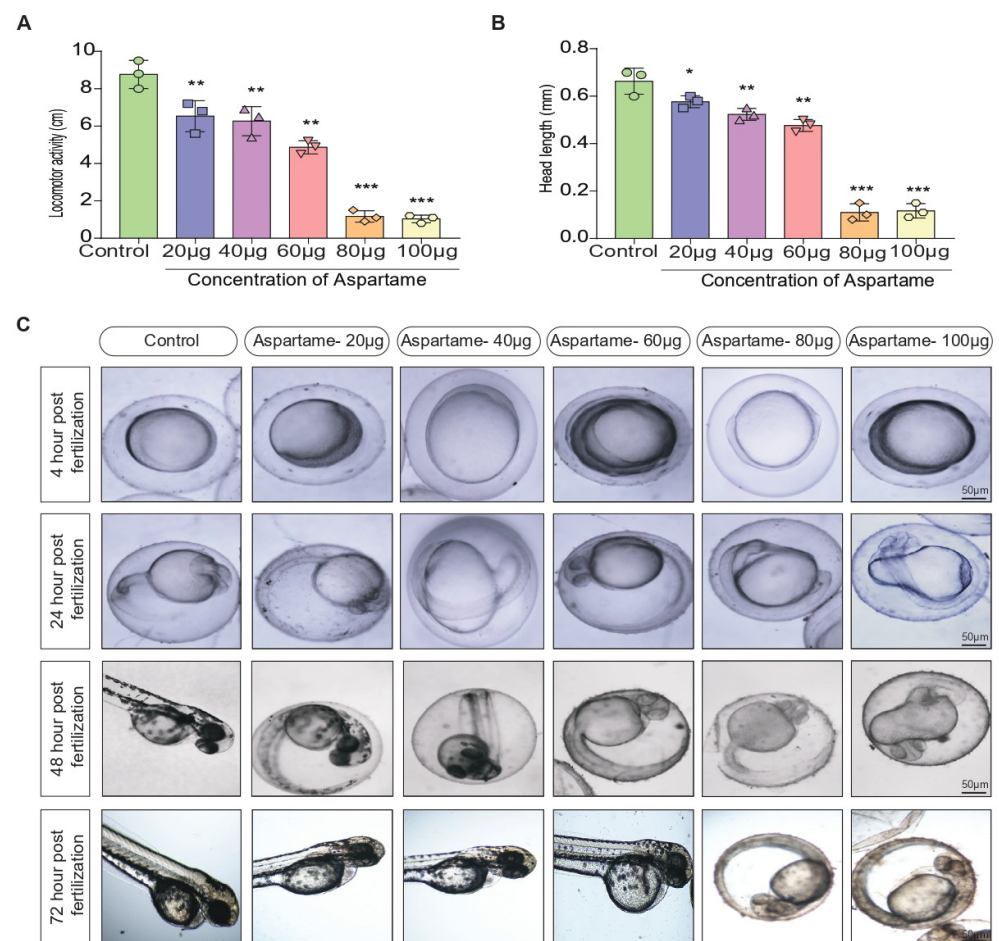 A
Locomotor activity (cm)
10
8
6
4
2
0
**
**
**
***
***
Control
20µg
40µg
60µg
80µg
100µg
Concentration of Aspartame
B
Head length (mm)
0.8
0.6
0.4
0.2
0.0
*
**
**
***
***
Control
20µg
40µg
60µg
80µg
100µg
Concentration of Aspartame
C
Control
Aspartame- 20µg
Aspartame- 40µg
Aspartame- 60µg
Aspartame- 80µg
Aspartame- 100µg
4 hour post
fertilization
50µm
24 hour post
fertilization
50µm
48 hour post
fertilization
50µm
72 hour post
fertilization
50µm